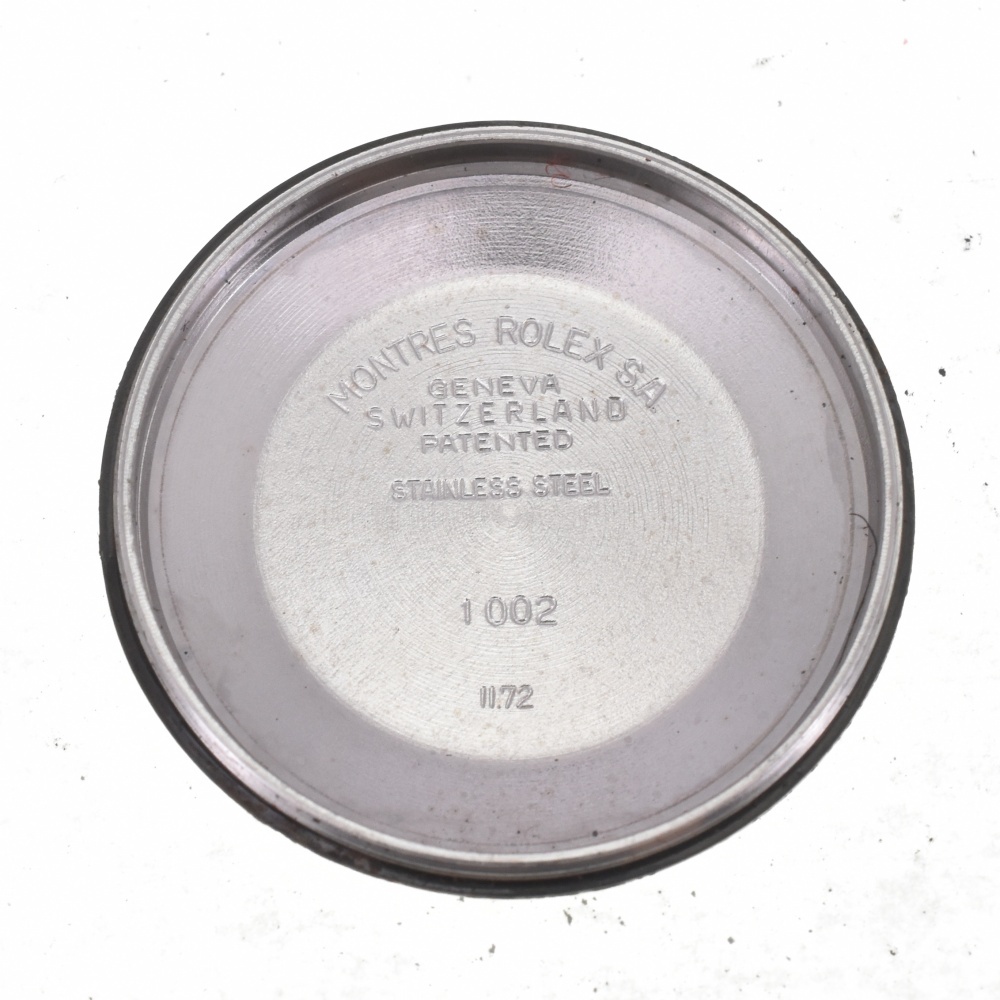 MONTRES ROLEX SA.
GENEVA
SWITZERLAND
PATENTED
STAINLESS STEEL
1002
II.72